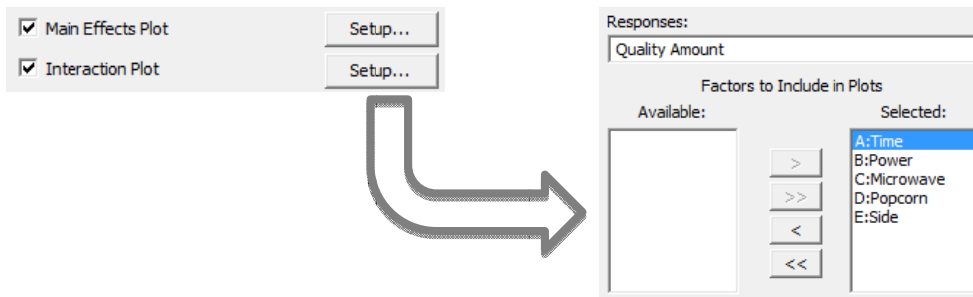 Main Effects Plot
Setup...
Interaction Plot
Setup...
Responses:
Quality Amount
Factors to Include in Plots
Available:
Selected:
A:Time
B:Power
C:Microwave
D:Popcorn
E:Side
>
>>
<
<<